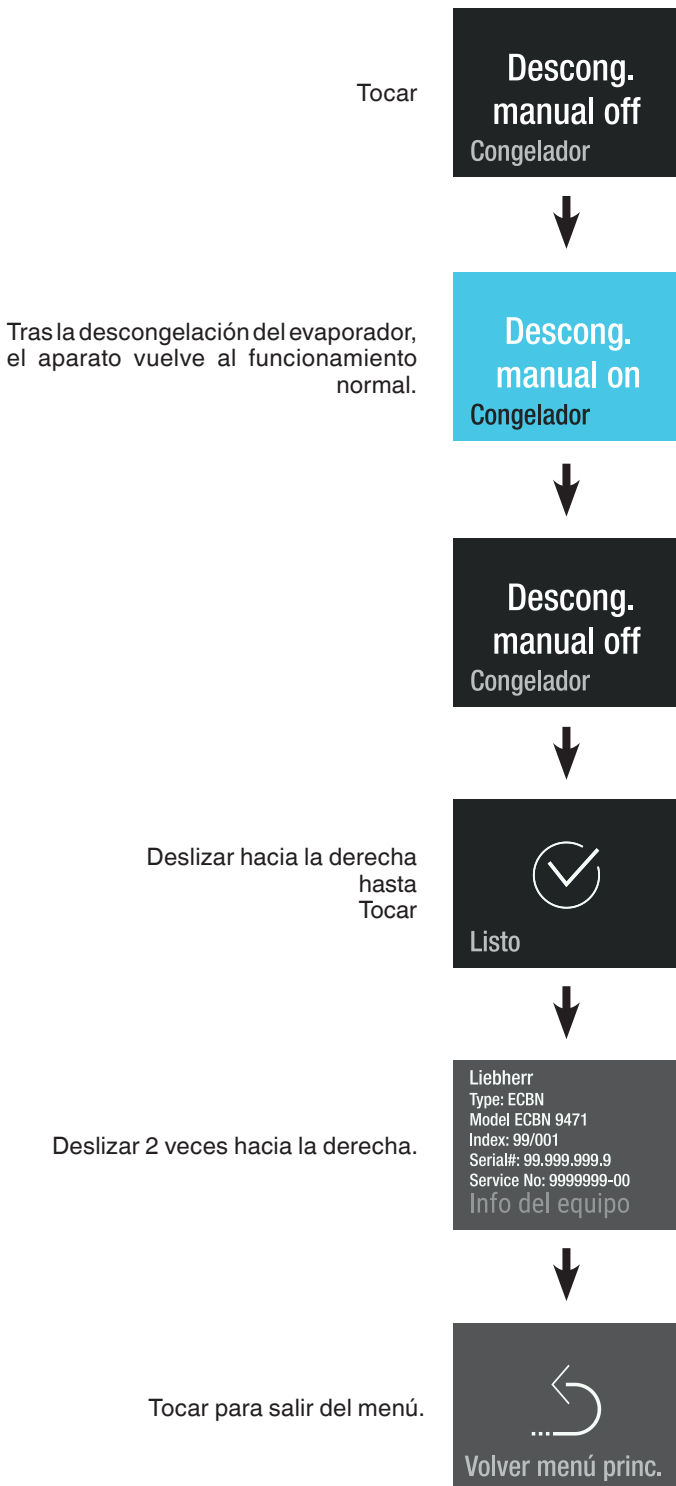 Tocar
Descong.
manual off
Congelador
Tras la descongelación del evaporador,
el aparato vuelve al funcionamiento
normal.
Descong.
manual on
Congelador
Descong.
manual off
Congelador
Deslizar hacia la derecha
hasta
Tocar
Listo
Deslizar 2 veces hacia la derecha.
Liebherr
Type: ECBN
Model ECBN 9471
Index: 99/001
Serial#: 99.999.999.9
Service No: 9999999-00
Info del equipo
Tocar para salir del menú.
Volver menú princ.